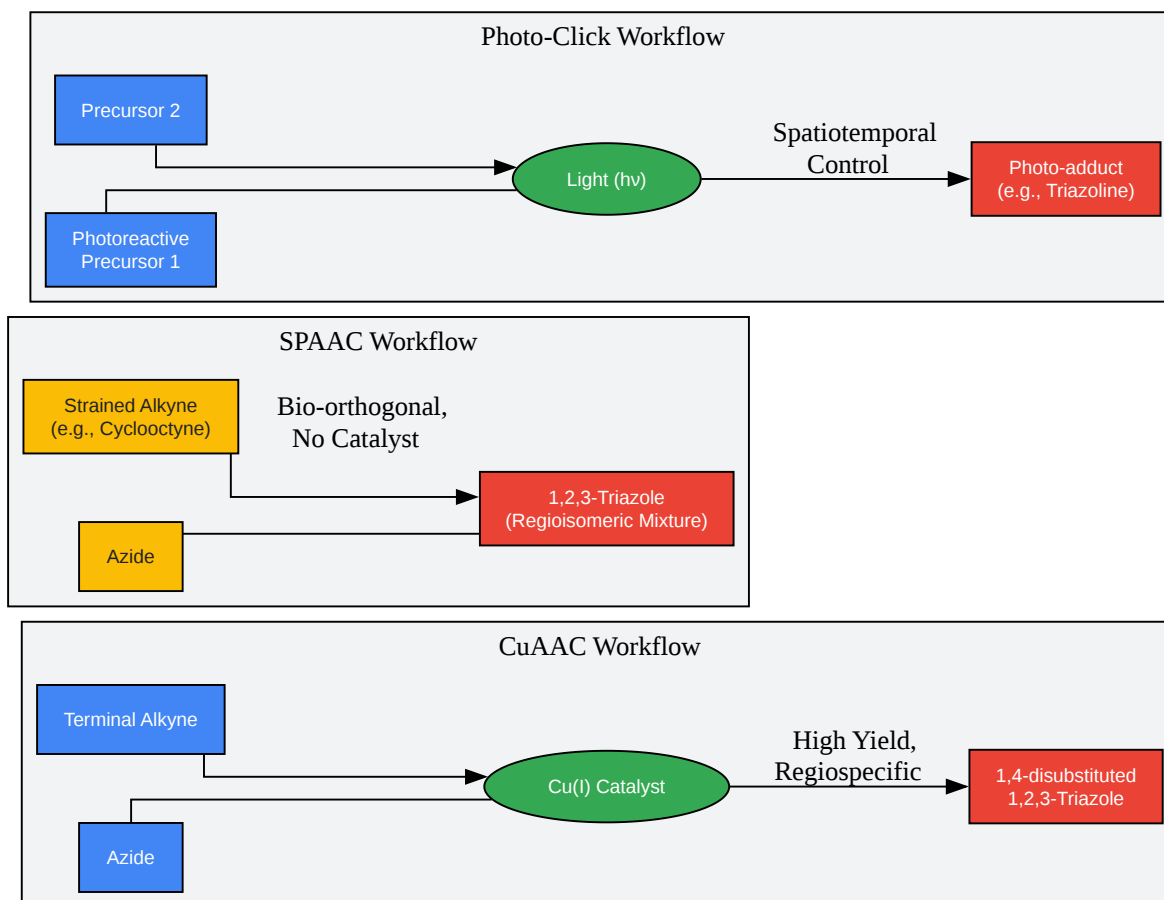 Photo-Click Workflow
Precursor 2
Photoreactive
Precursor 1
Light (hν)
Spatiotemporal
Control
Photo-adduct
(e.g., Triazoline)
SPAAC Workflow
Strained Alkyne
(e.g., Cyclooctyne)
Azide
Bio-orthogonal,
No Catalyst
1,2,3-Triazole
(Regioisomeric Mixture)
CuAAC Workflow
Terminal Alkyne
Azide
Cu(I) Catalyst
High Yield,
Regiospecific
1,4-disubstituted
1,2,3-Triazole